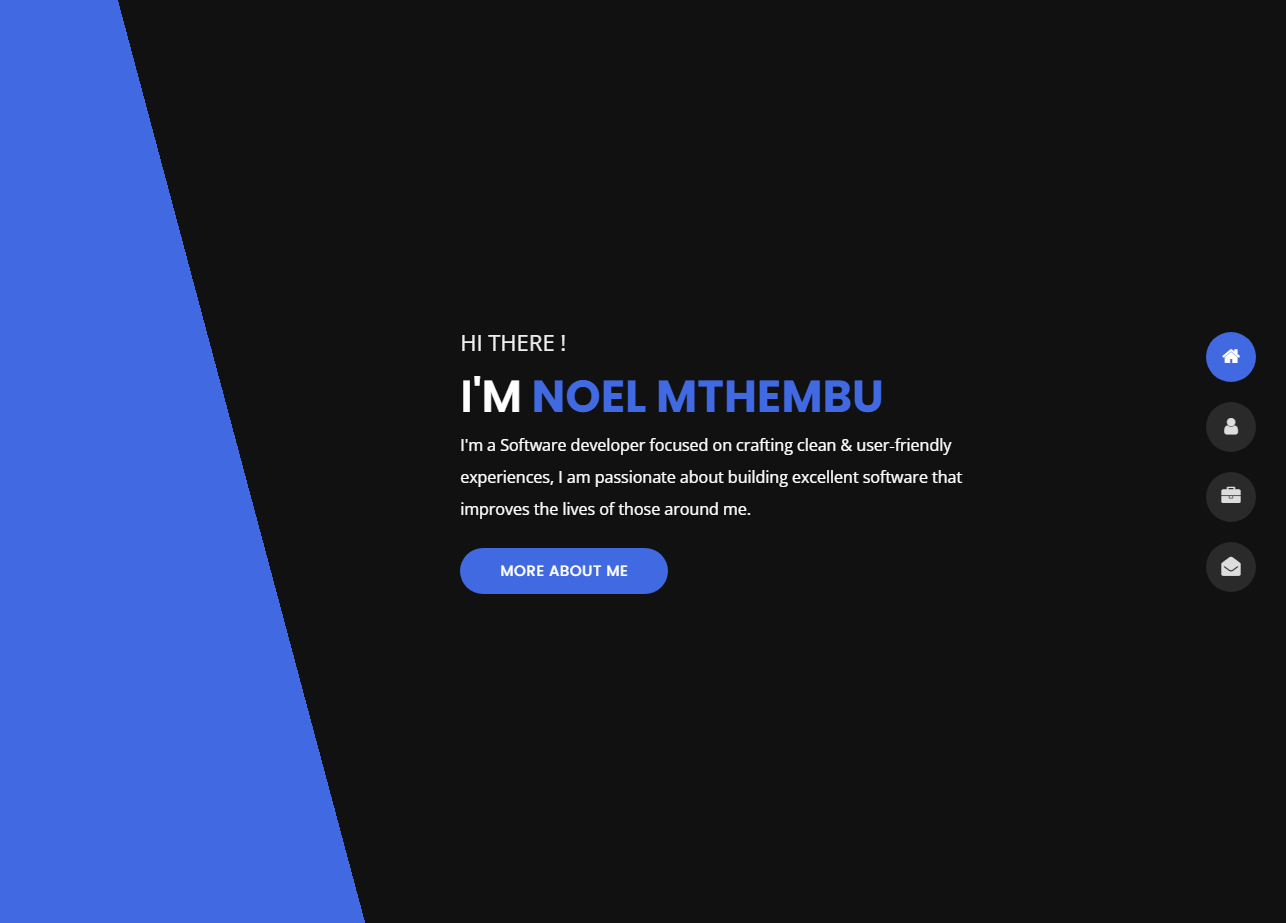 HI THERE !
I'M NOEL MTHEMBU
I'm a Software developer focused on crafting clean & user-friendly
experiences, I am passionate about building excellent software that
improves the lives of those around me.
MORE ABOUT ME